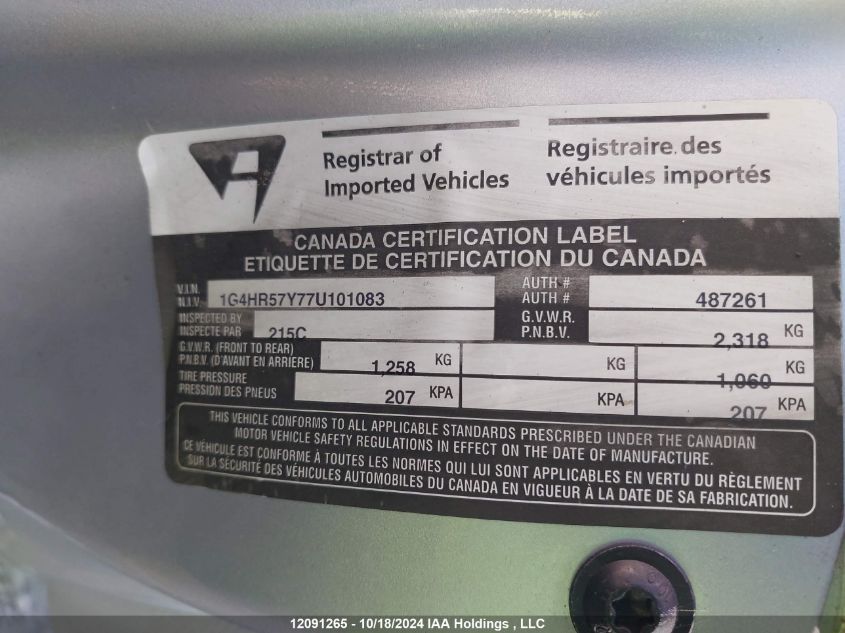 Registrar of
Imported Vehicles
Registraire des
véhicules importés
CANADA CERTIFICATION LABEL
ETIQUETTE DE CERTIFICATION DU CANADA
V.I.N.
N.I.V. 1G4HR57Y77U101083
AUTH #
AUTH # 487261
INSPECTED BY
INSPECTE PAR 215C
G.V.W.R.
P.N.B.V. 2,318 KG
G.V.W.R. (FRONT TO REAR)
P.N.B.V. (D'AVANT EN ARRIERE) 1,258 KG KG 1,060 KG
TIRE PRESSURE
PRESSION DES PNEUS 207 KPA KPA 207 KPA
THIS VEHICLE CONFORMS TO ALL APPLICABLE STANDARDS PRESCRIBED UNDER THE CANADIAN
MOTOR VEHICLE SAFETY REGULATIONS IN EFFECT ON THE DATE OF MANUFACTURE.
CE VÉHICULE EST CONFORME À TOUTES LES NORMES QUI LUI SONT APPLICABLES EN VERTU DU RÈGLEMENT
SUR LA SÉCURITÉ DES VÉHICULES AUTOMOBILES DU CANADA EN VIGUEUR À LA DATE DE SA FABRICATION.
12091265 - 10/18/2024 IAA Holdings , LLC